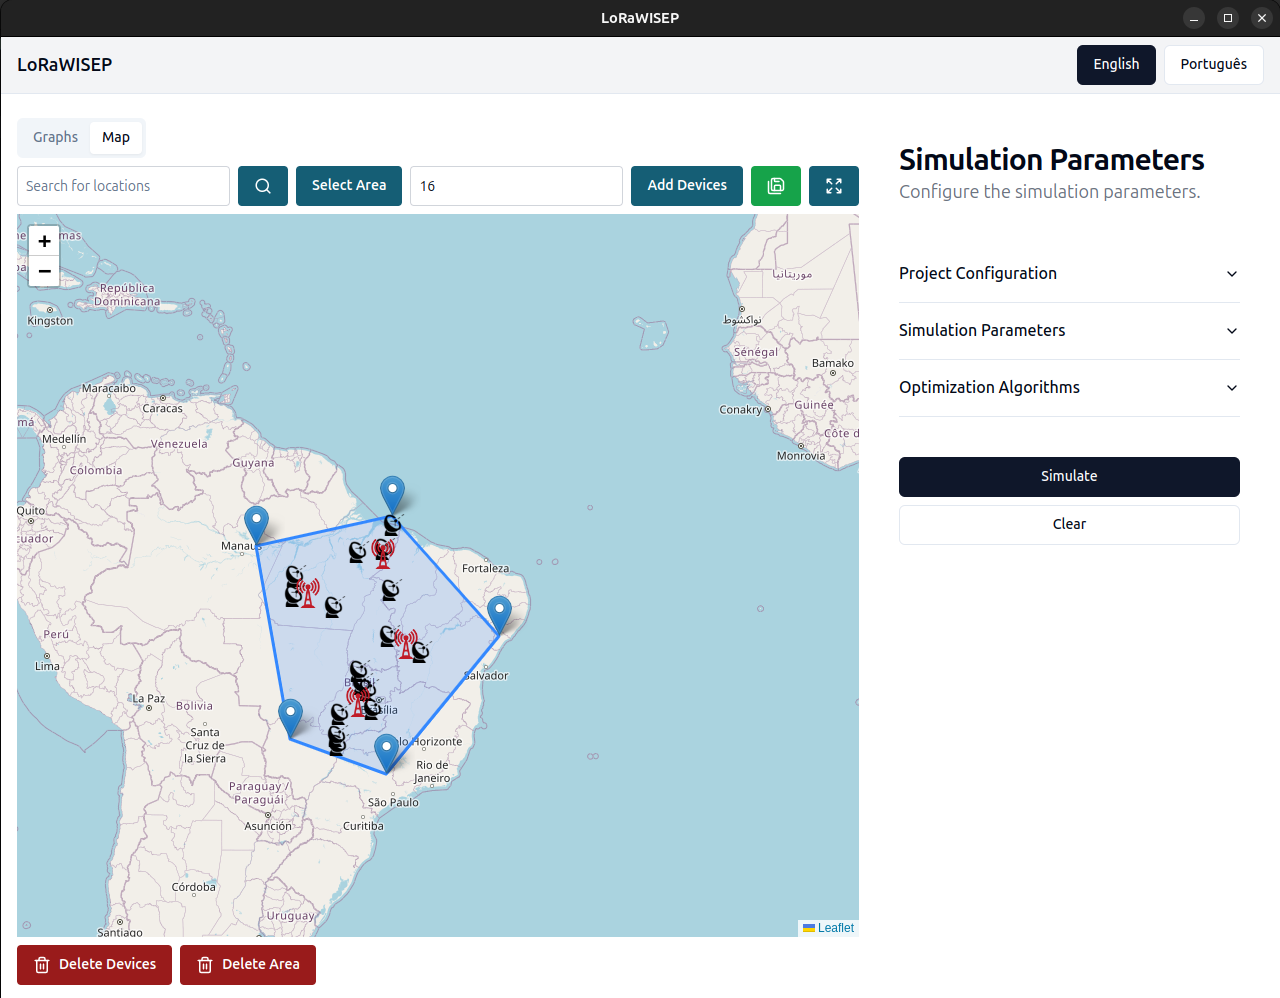 LoRaWISEP
LoRaWISEP
English
Português
Graphs
Map
Search for locations
Select Area
16
Add Devices
+
−
República
Dominicana
Kingston
Maracaibo
Caracas
Medellín
Venezuela
Guyana
Colombia
Quito
Manaus
Fortaleza
Perú
Lima
Salvador
La Paz
Bolivia
Santa
Cruz de
la Sierra
Rio de
Janeiro
Paraguay /
Paraguái
São Paulo
Asunción
Curitiba
Córdoba
Uruguay
Santiago
موريتانيا
نواكشوط
Sénégal
Bamako
Conakry
Guinée
Côte d
Monrovia
Leaflet
Delete Devices
Delete Area
Simulation Parameters
Configure the simulation parameters.
Project Configuration
Simulation Parameters
Optimization Algorithms
Simulate
Clear